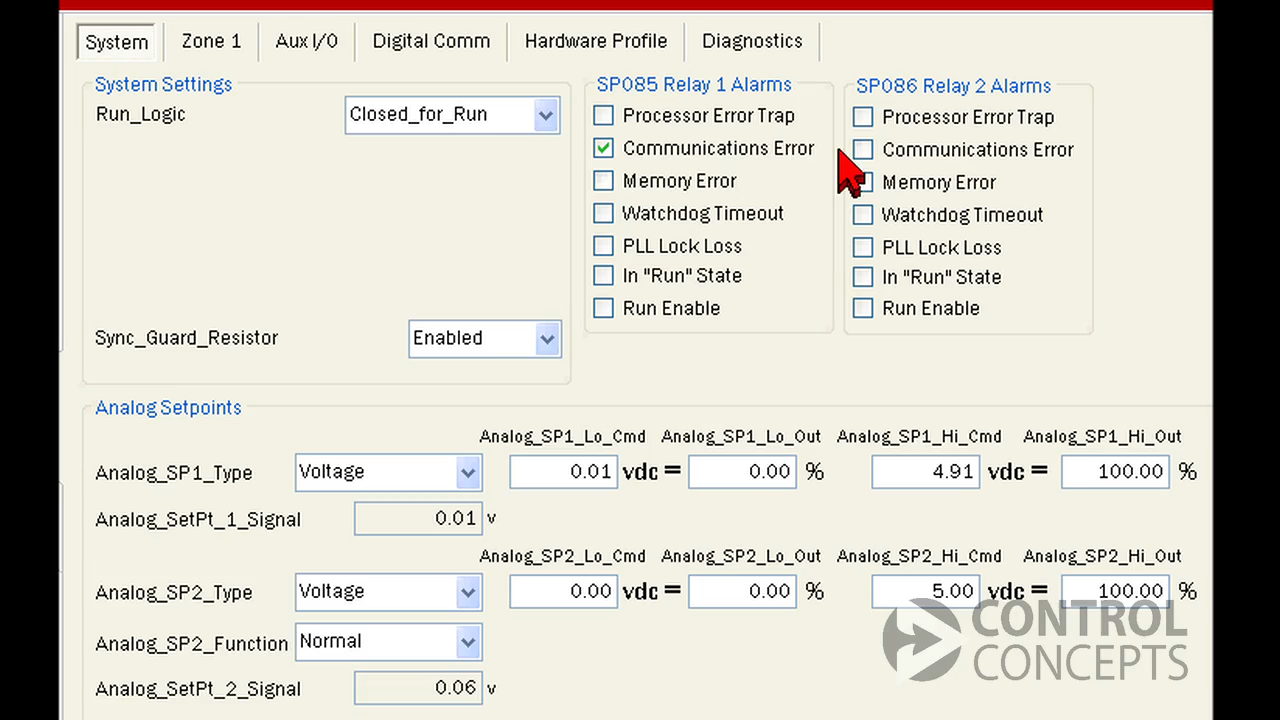 System Zone 1 Aux I/O Digital Comm Hardware Profile Diagnostics
System Settings
Run_Logic Closed_for_Run
Sync_Guard_Resistor Enabled
SP085 Relay 1 Alarms
Processor Error Trap
Communications Error
Memory Error
Watchdog Timeout
PLL Lock Loss
In "Run" State
Run Enable
SP086 Relay 2 Alarms
Processor Error Trap
Communications Error
Memory Error
Watchdog Timeout
PLL Lock Loss
In "Run" State
Run Enable
Analog Setpoints
Analog_SP1_Lo_Cmd Analog_SP1_Lo_Out Analog_SP1_Hi_Cmd Analog_SP1_Hi_Out
Analog_SP1_Type Voltage 0.01 vdc = 0.00 % 4.91 vdc = 100.00 %
Analog_SetPt_1_Signal 0.01 v
Analog_SP2_Lo_Cmd Analog_SP2_Lo_Out Analog_SP2_Hi_Cmd Analog_SP2_Hi_Out
Analog_SP2_Type Voltage 0.00 vdc = 0.00 % 5.00 vdc = 100.00 %
Analog_SP2_Function Normal
Analog_SetPt_2_Signal 0.06 v
CONTROL
CONCEPTS